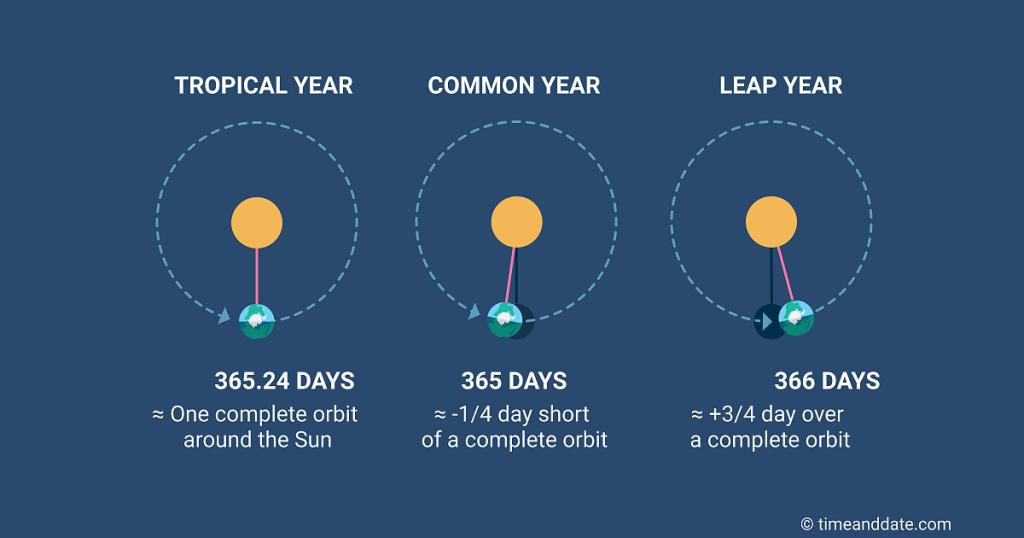 TROPICAL YEAR
COMMON YEAR
LEAP YEAR
365.24 DAYS
≈ One complete orbit
around the Sun
365 DAYS
≈ -1/4 day short
of a complete orbit
366 DAYS
≈ +3/4 day over
a complete orbit
© timeanddate.com